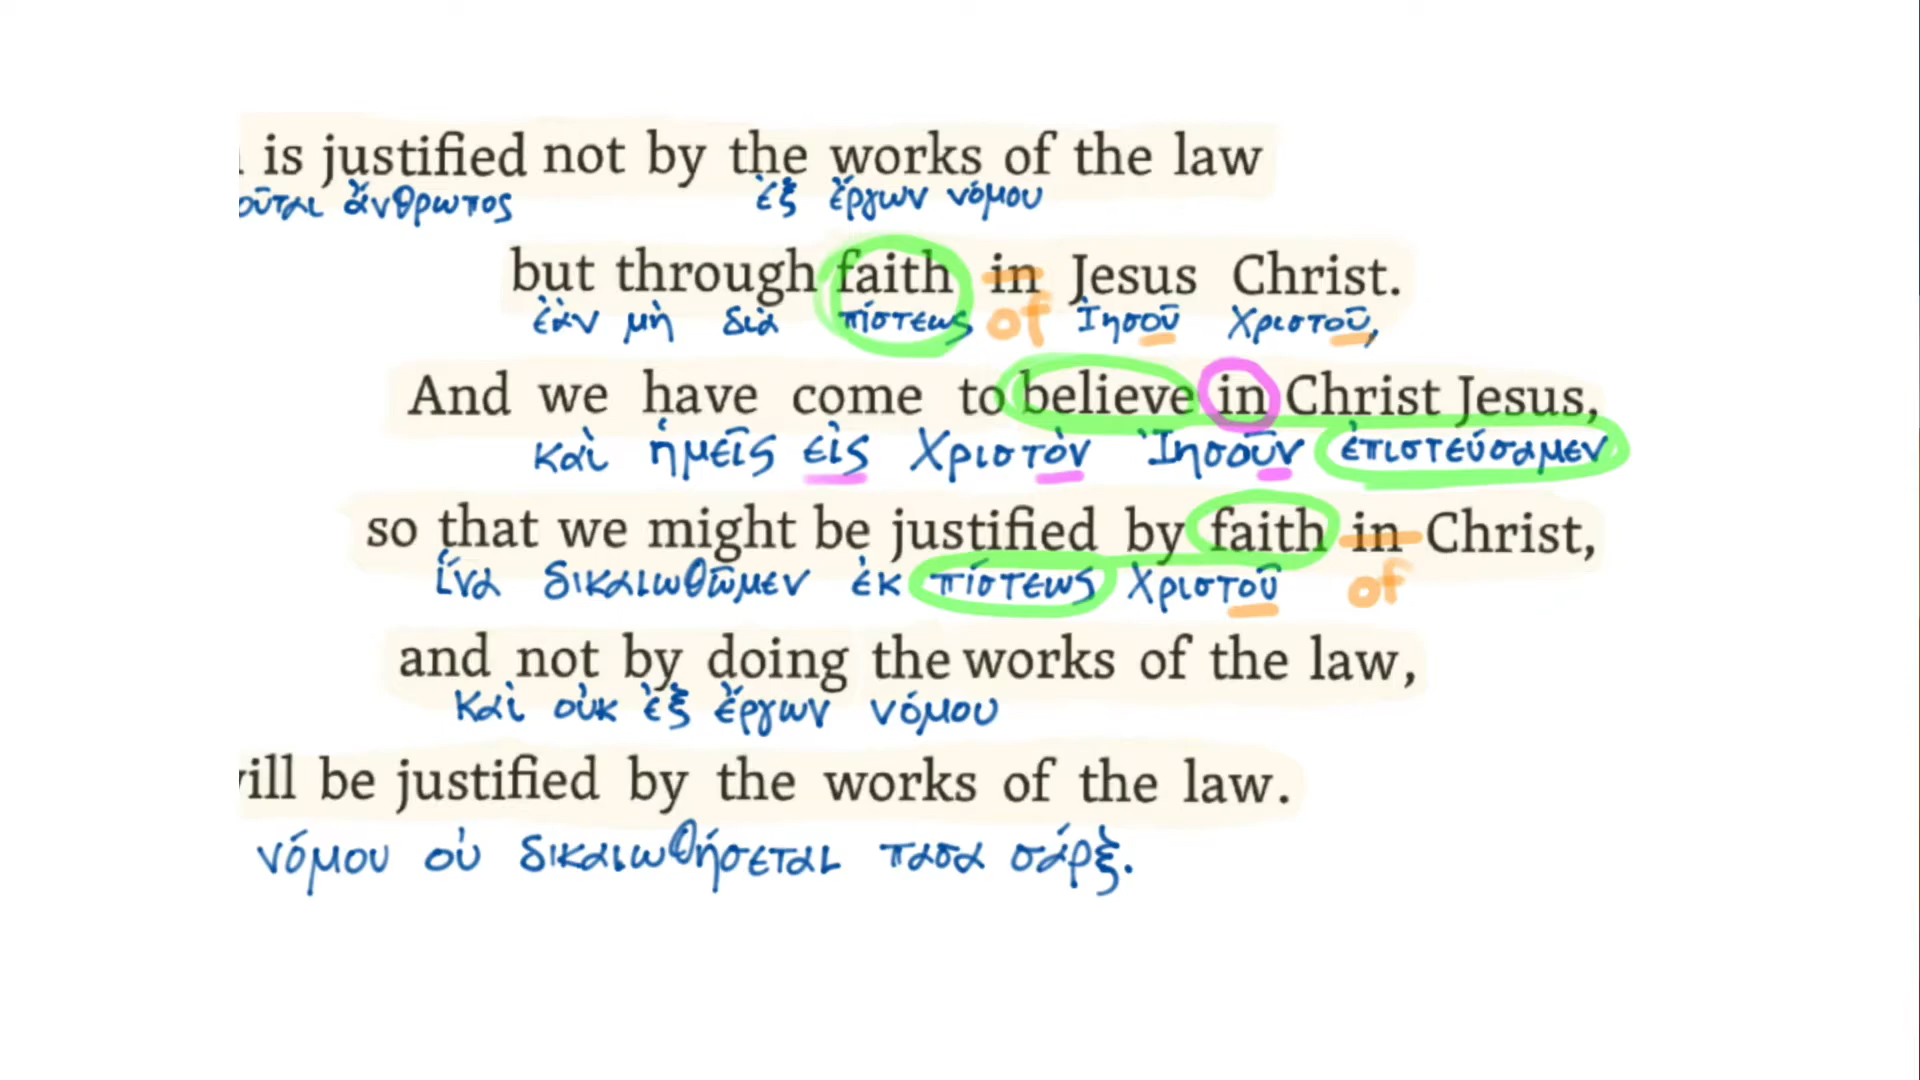 is justified not by the works of the law
οῦται ἄνθρωπος ἐξ ἔργων νόμου
but through faith in Jesus Christ.
ἐὰν μὴ διὰ πίστεως of Ἰησοῦ Χριστοῦ,
And we have come to believe in Christ Jesus,
καὶ ἡμεῖς εἰς Χριστὸν Ἰησοῦν ἐπιστεύσαμεν
so that we might be justified by faith in Christ,
ἵνα δικαιωθῶμεν ἐκ πίστεως Χριστοῦ of
and not by doing the works of the law,
καὶ οὐκ ἐξ ἔργων νόμου
ill be justified by the works of the law.
νόμου οὐ δικαιωθήσεται πασα σάρξ.